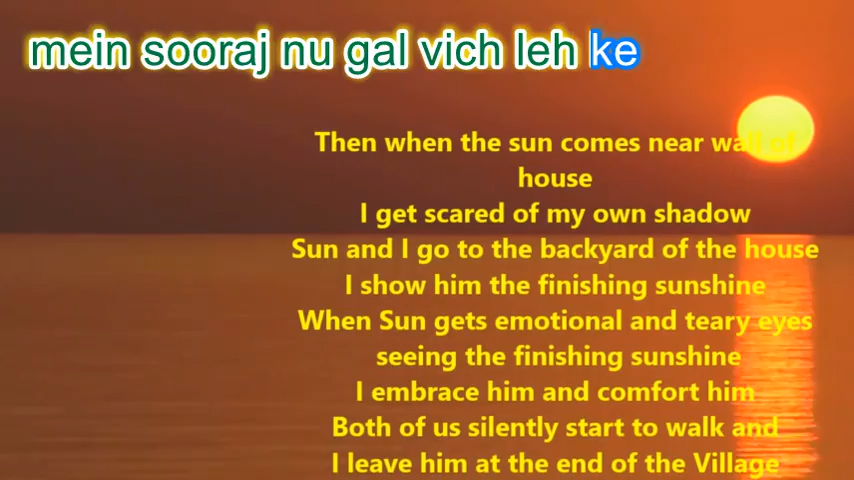 mein sooraj nu gal vich leh ke
Then when the sun comes near wall of
house
I get scared of my own shadow
Sun and I go to the backyard of the house
I show him the finishing sunshine
When Sun gets emotional and teary eyes
seeing the finishing sunshine
I embrace him and comfort him
Both of us silently start to walk and
I leave him at the end of the Village